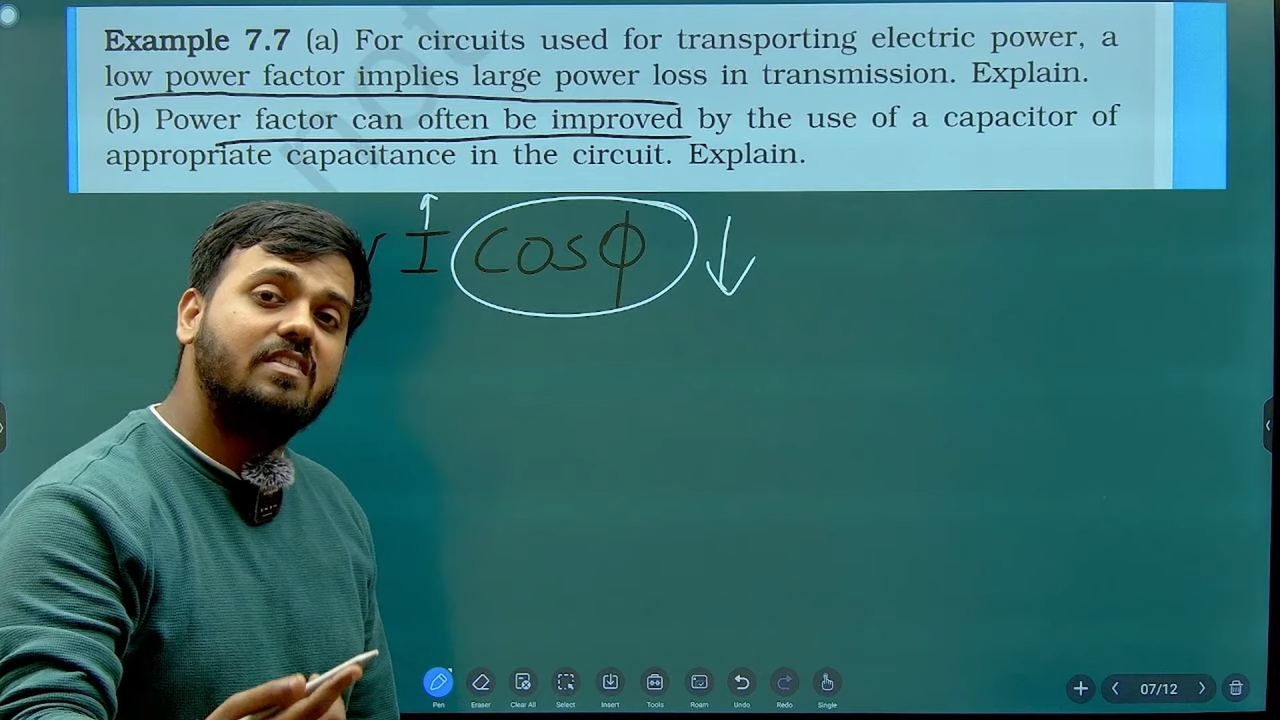 Example 7.7 (a) For circuits used for transporting electric power, a
low power factor implies large power loss in transmission. Explain.
(b) Power factor can often be improved by the use of a capacitor of
appropriate capacitance in the circuit. Explain.
not
V I cosϕ
Pen Eraser Clear All Select Insert Tools Roam Undo Redo Single
07/12